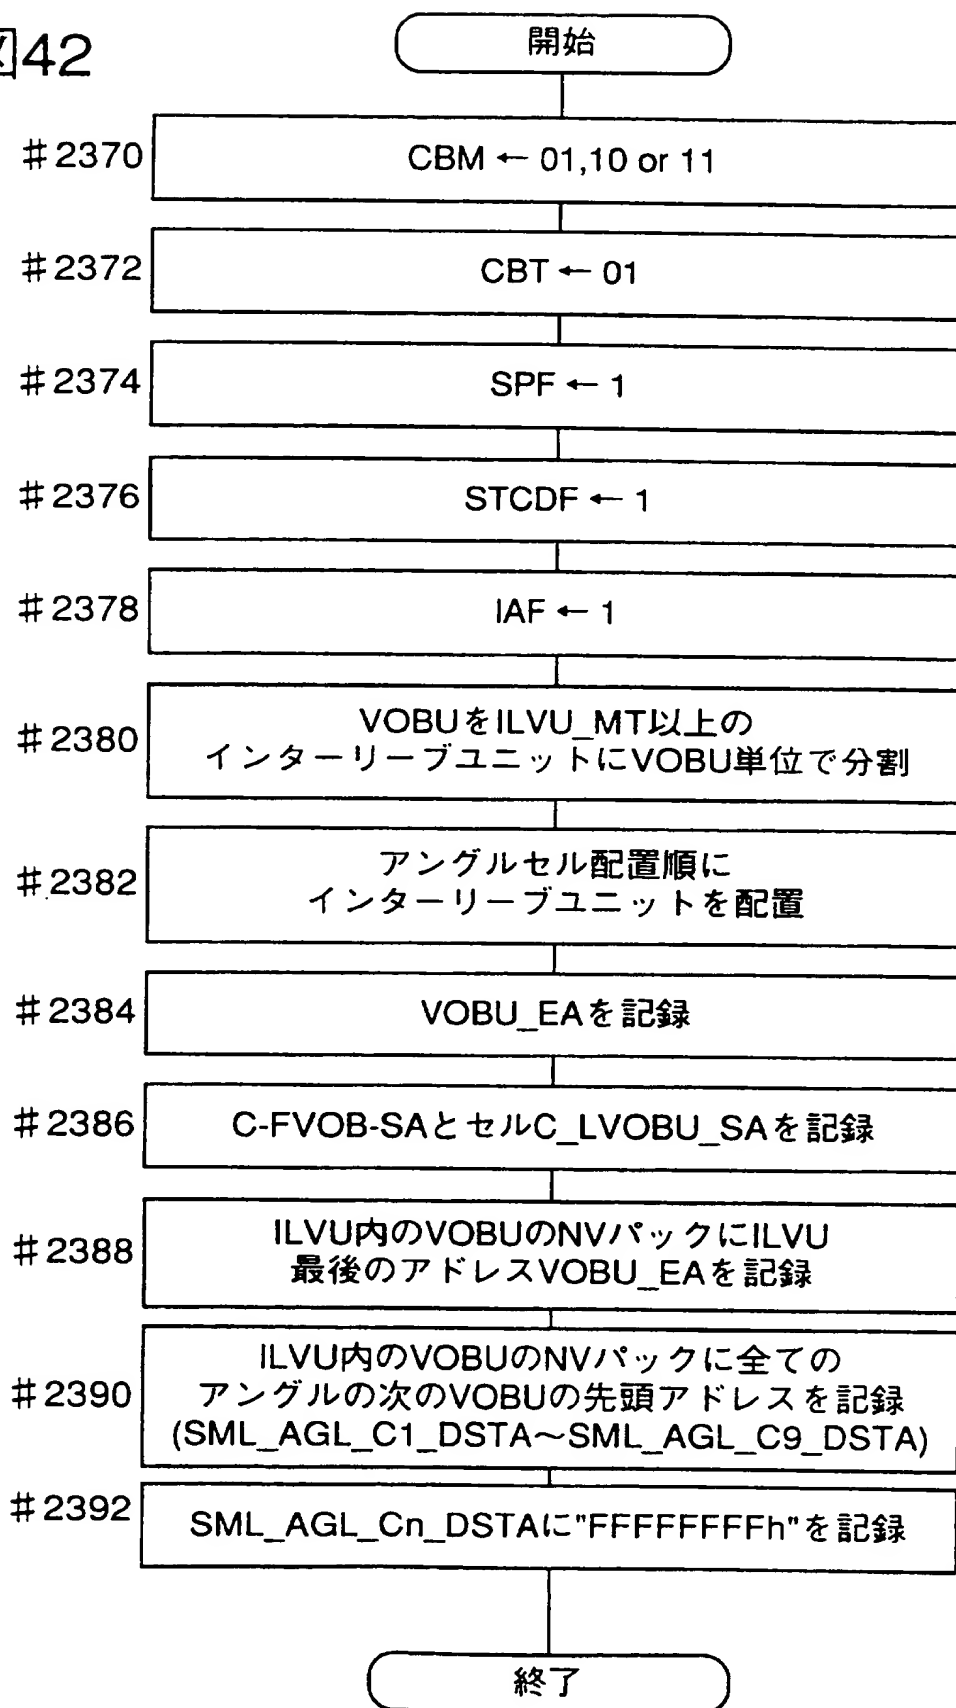 図42
開始
#2370
CBM ← 01,10 or 11
#2372
CBT ← 01
#2374
SPF ← 1
#2376
STCDF ← 1
#2378
IAF ← 1
#2380
VOBUをILVU_MT以上の
インターリーブユニットにVOBU単位で分割
#2382
アングルセル配置順に
インターリーブユニットを配置
#2384
VOBU_EAを記録
#2386
C-FVOB-SAとセルC_LVOBU_SAを記録
#2388
ILVU内のVOBUのNVパックにILVU
最後のアドレスVOBU_EAを記録
#2390
ILVU内のVOBUのNVパックに全ての
アングルの次のVOBUの先頭アドレスを記録
(SML_AGL_C1_DSTA～SML_AGL_C9_DSTA)
#2392
SML_AGL_Cn_DSTAに"FFFFFFFFh"を記録
終了